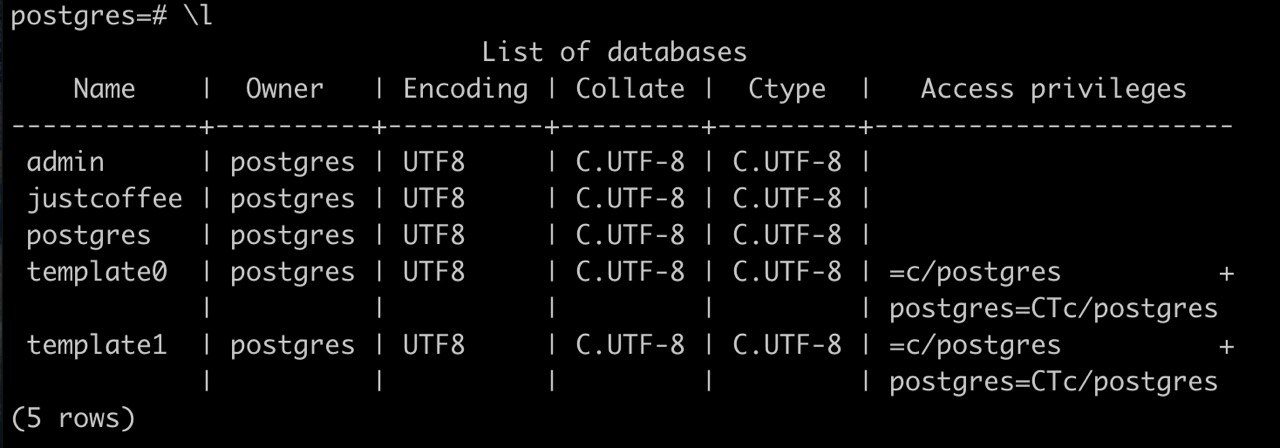 postgres=# \l
                              List of databases
    Name    |  Owner   | Encoding | Collate |  Ctype  |   Access privileges
------------+----------+----------+---------+---------+-----------------------
 admin      | postgres | UTF8     | C.UTF-8 | C.UTF-8 |
 justcoffee | postgres | UTF8     | C.UTF-8 | C.UTF-8 |
 postgres   | postgres | UTF8     | C.UTF-8 | C.UTF-8 |
 template0  | postgres | UTF8     | C.UTF-8 | C.UTF-8 | =c/postgres          +
            |          |          |         |         | postgres=CTc/postgres
 template1  | postgres | UTF8     | C.UTF-8 | C.UTF-8 | =c/postgres          +
            |          |          |         |         | postgres=CTc/postgres
(5 rows)